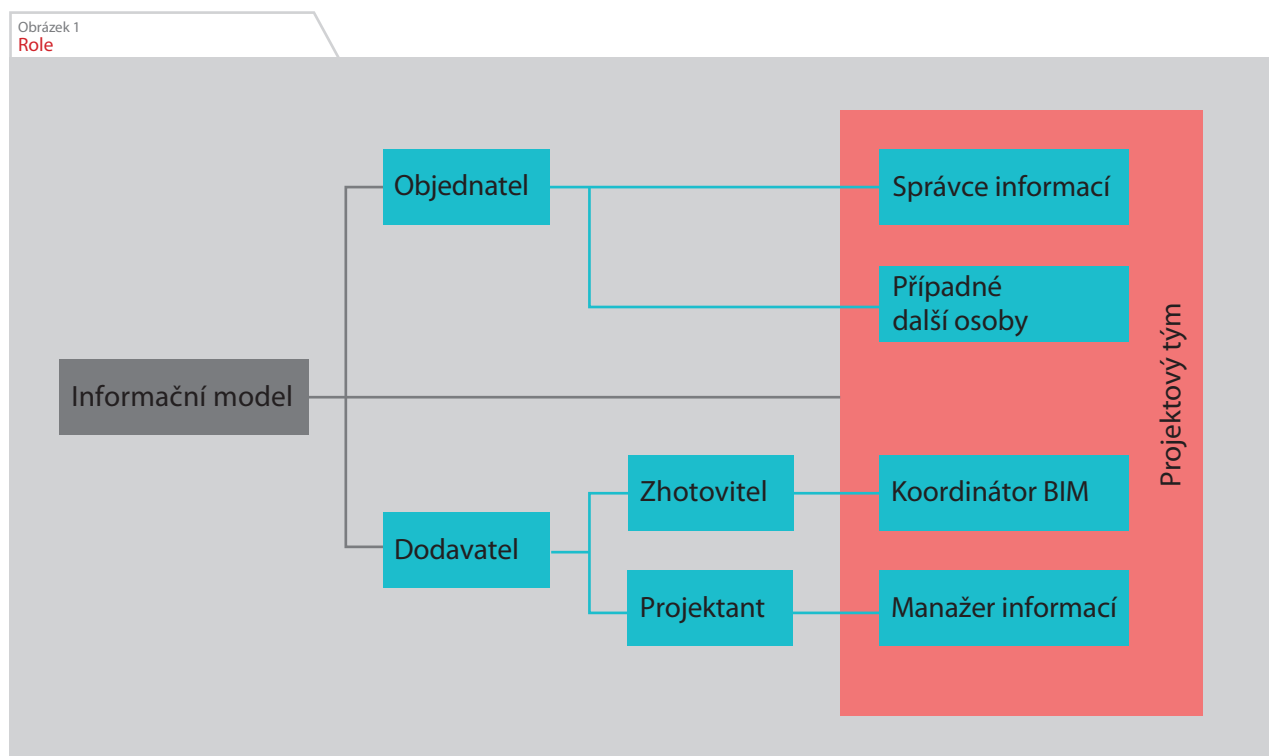 Obrázek 1
Role
Objednatel
Správce informací
Případné
další osoby
Informační model
Projektový tým
Zhotovitel
Koordinátor BIM
Dodavatel
Projektant
Manažer informací